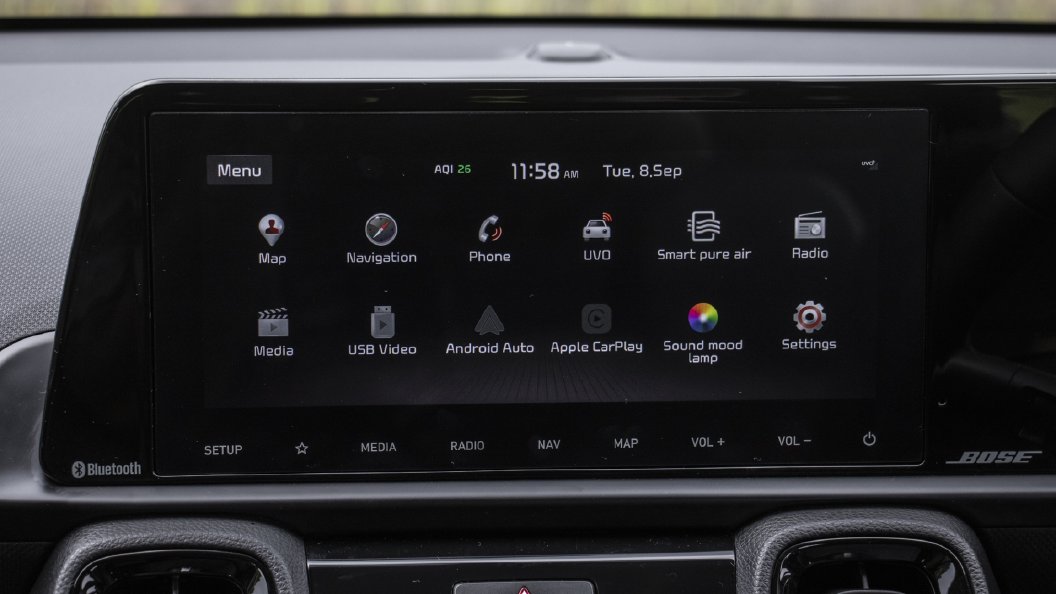 Menu
AQI 26
11:58 AM
Tue, 8.Sep
UVO
Map
Navigation
Phone
UVO
Smart pure air
Radio
Media
USB Video
Android Auto
Apple CarPlay
Sound mood
lamp
Settings
SETUP
MEDIA
RADIO
NAV
MAP
VOL +
VOL −
Bluetooth
BOSE